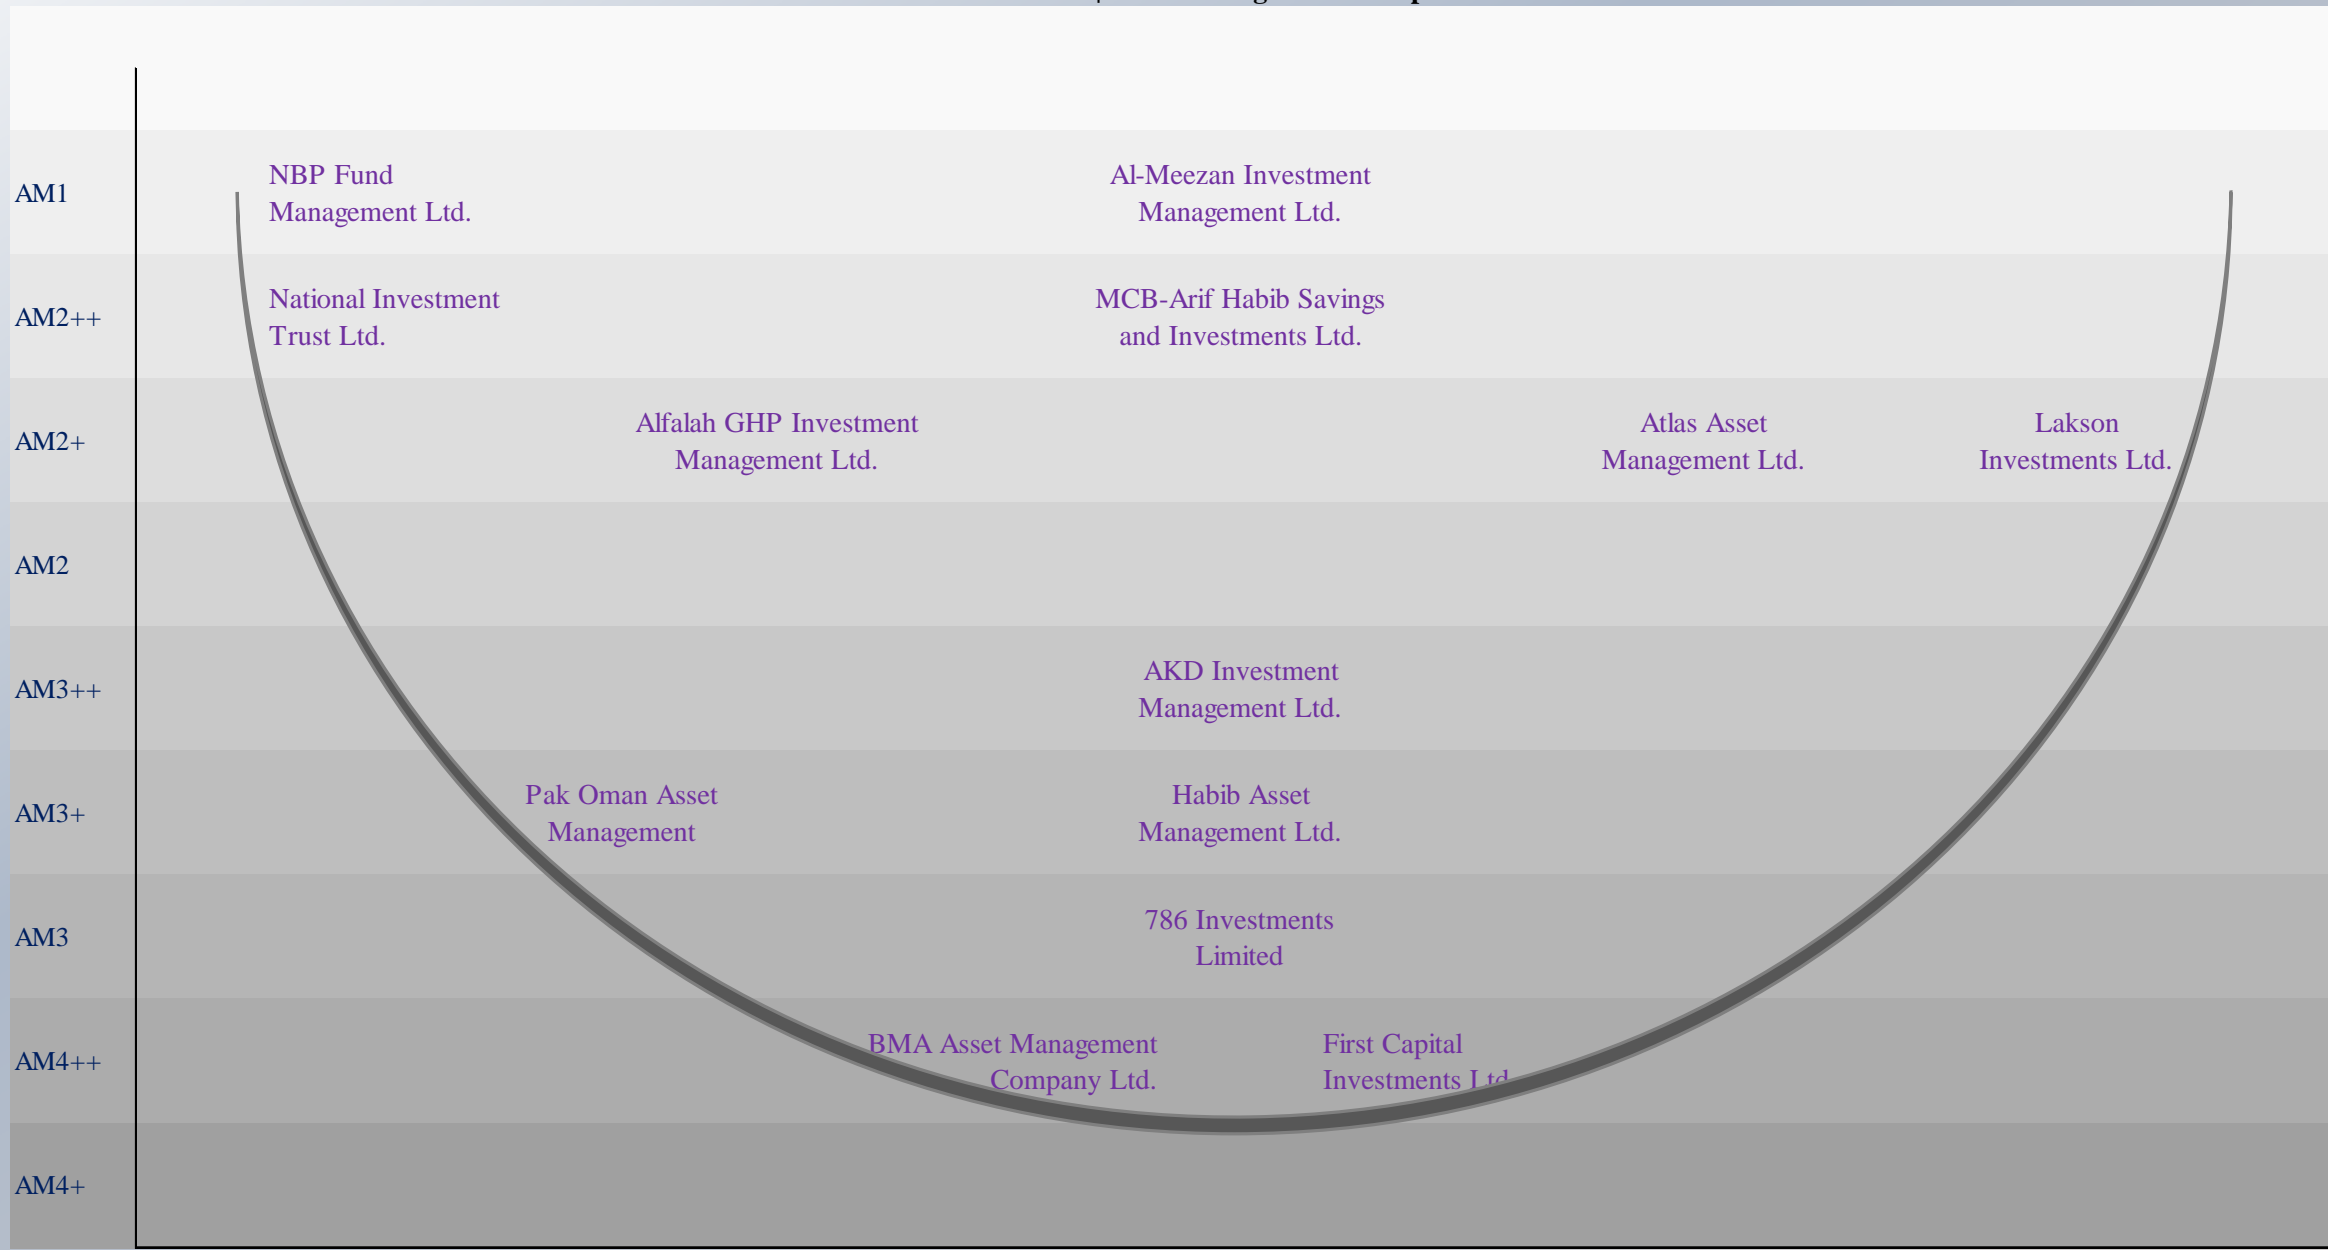 AM1
NBP Fund
Management Ltd.
Al-Meezan Investment
Management Ltd.
AM2++
National Investment
Trust Ltd.
MCB-Arif Habib Savings
and Investments Ltd.
AM2+
Alfalah GHP Investment
Management Ltd.
Atlas Asset
Management Ltd.
Lakson
Investments Ltd.
AM2
AM3++
AKD Investment
Management Ltd.
AM3+
Pak Oman Asset
Management
Habib Asset
Management Ltd.
AM3
786 Investments
Limited
AM4++
BMA Asset Management
Company Ltd.
First Capital
Investments Ltd
AM4+